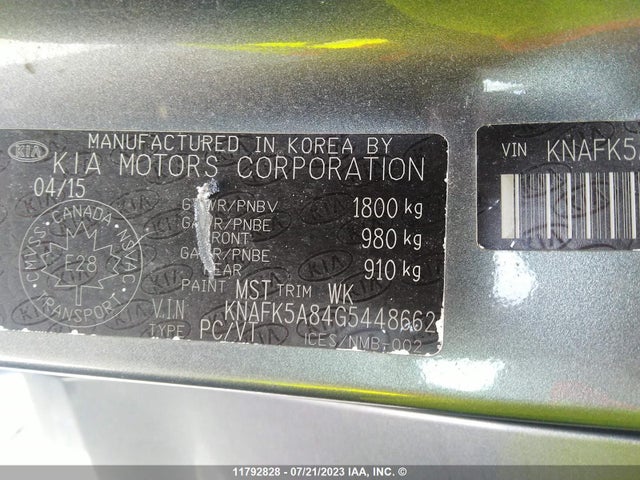 KIA
MANUFACTURED IN KOREA BY
KIA MOTORS CORPORATION
04/15
GVWR/PNBV 1800 kg
GAWR/PNBE
FRONT 980 kg
GAWR/PNBE
REAR 910 kg
PAINT MST TRIM WK
V.I.N KNAFK5A84G5448662
TYPE PC/VT ICES/NMB-002
CANADA
728
TRANSPORT
VIN KNAFK5
11792828 - 07/21/2023 IAA, Inc. ©